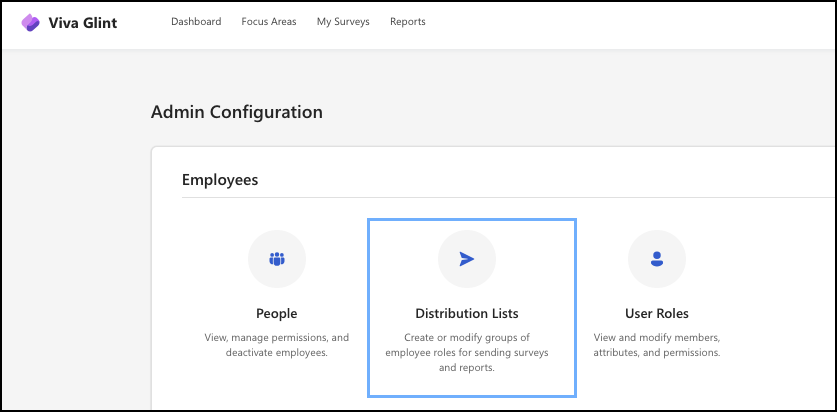 Viva Glint
Dashboard
Focus Areas
My Surveys
Reports
Admin Configuration
Employees
People
View, manage permissions, and
deactivate employees.
Distribution Lists
Create or modify groups of
employee roles for sending surveys
and reports.
User Roles
View and modify members,
attributes, and permissions.